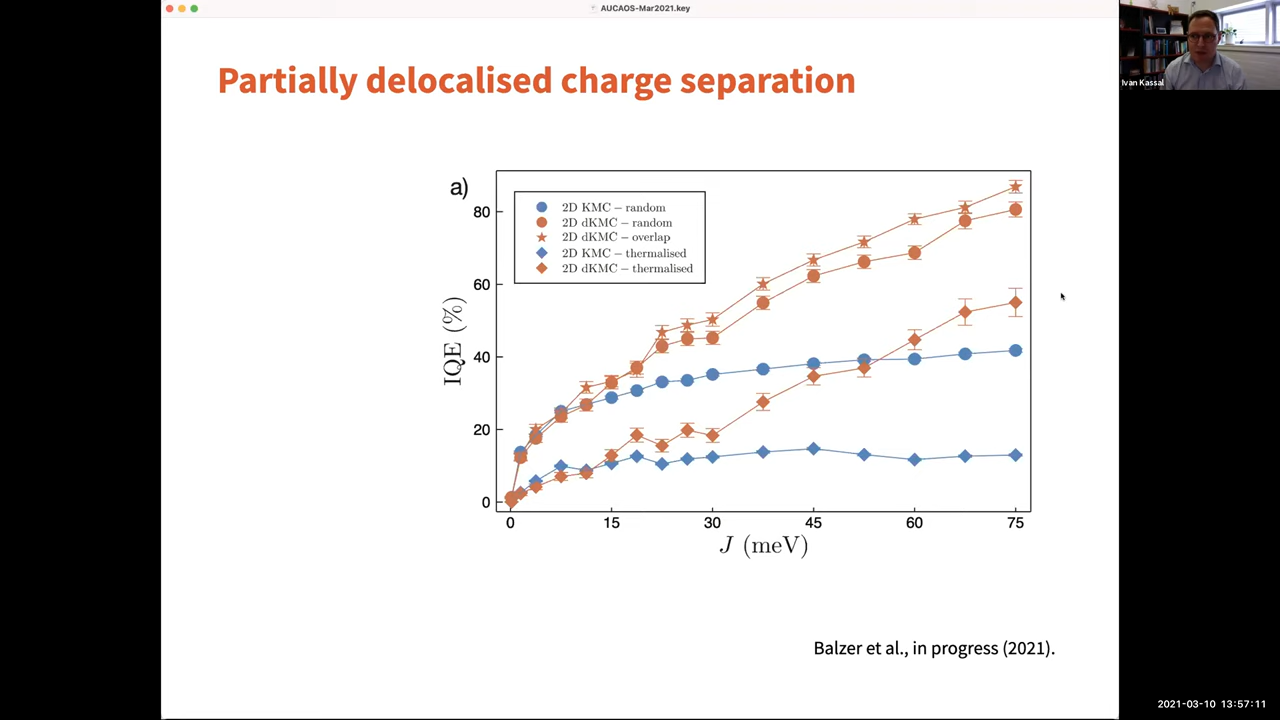 AUCAOS-Mar2021.key
Ivan Kassal
Partially delocalised charge separation
a)
2D KMC – random
2D dKMC – random
2D dKMC – overlap
2D KMC – thermalised
2D dKMC – thermalised
IQE (%)
80
60
40
20
0
0 15 30 45 60 75
J (meV)
Balzer et al., in progress (2021).
2021-03-10 13:57:11